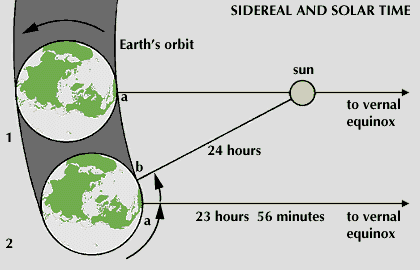 SIDEREAL AND SOLAR TIME
Earth's orbit
sun
a
to vernal
equinox
1
b
24 hours
a
23 hours 56 minutes
to vernal
equinox
2